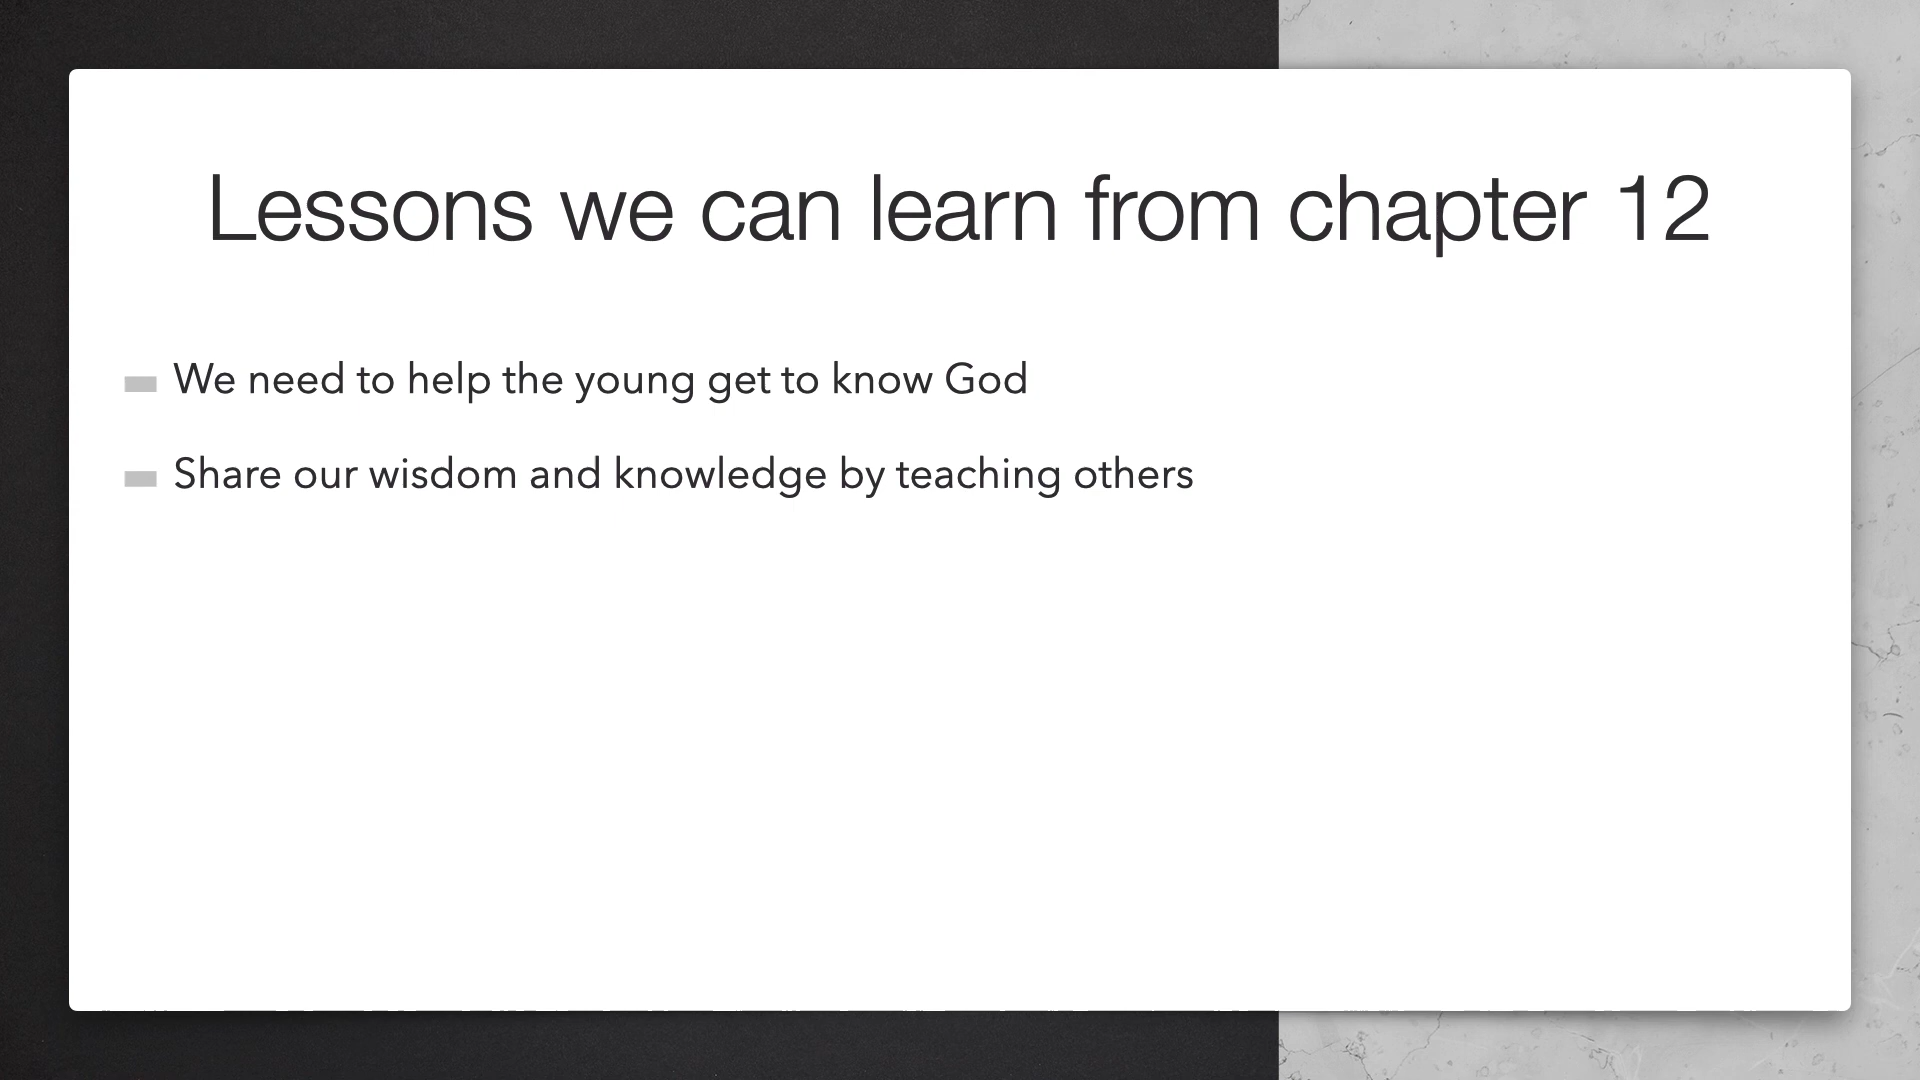 Lessons we can learn from chapter 12
We need to help the young get to know God
Share our wisdom and knowledge by teaching others